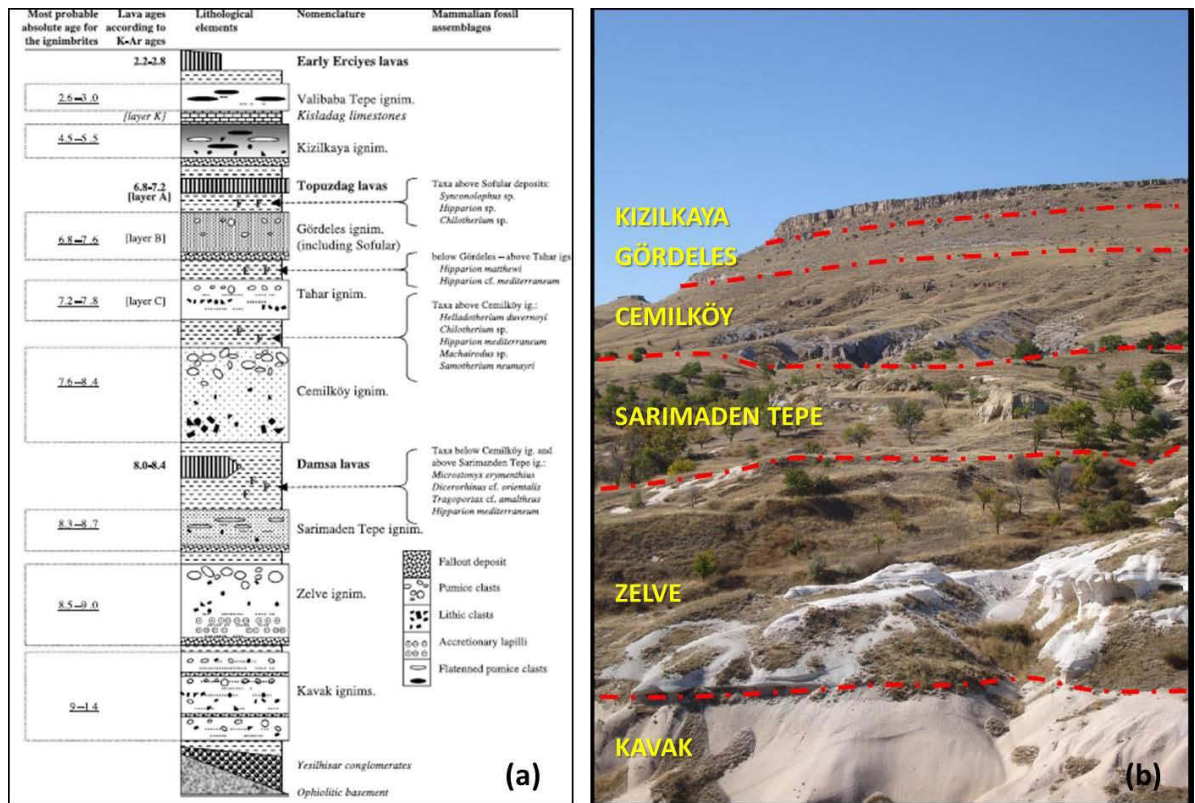 Most probable absolute age for the ignimbrites
Lava ages according to K-Ar ages
Lithological elements
Nomenclature
Mammalian fossil assemblages
2.2-2.8
Early Erciyes lavas
2.6–3.0
Valibaba Tepe ignim.
[layer K]
Kisladag limestones
4.5–5.5
Kizilkaya ignim.
6.8-7.2
[layer A]
Topuzdag lavas
Taxa above Sofular deposits:
Synconolophus sp.
Hipparion sp.
Chilotherium sp.
6.8–7.6
[layer B]
Gördeles ignim.
(including Sofular)
below Gördeles – above Tahar igs
Hipparion matthewi
Hipparion cf. mediterraneum
7.2–7.8
[layer C]
Tahar ignim.
Taxa above Cemilköy ig.:
Helladotherium duvernoyi
Chilotherium sp.
Hipparion mediterraneum
Machairodus sp.
Samotherium neumayri
7.6–8.4
Cemilköy ignim.
8.0-8.4
Damsa lavas
Taxa below Cemilköy ig. and
above Sarimanden Tepe ig.:
Microstonyx erymenthius
Dicerorhinus cf. orientalis
Tragoportax cf. amaltheus
Hipparion mediterraneum
8.3–8.7
Sarimaden Tepe ignim.
8.5–9.0
Zelve ignim.
Fallout deposit
Pumice clasts
Lithic clasts
Accretionary lapilli
Flatenned pumice clasts
9–1.4
Kavak ignims.
Yesilhisar conglomerates
Ophiolitic basement
(a)
KIZILKAYA
GÖRDELES
CEMİLKÖY
SARIMADEN TEPE
ZELVE
KAVAK
(b)